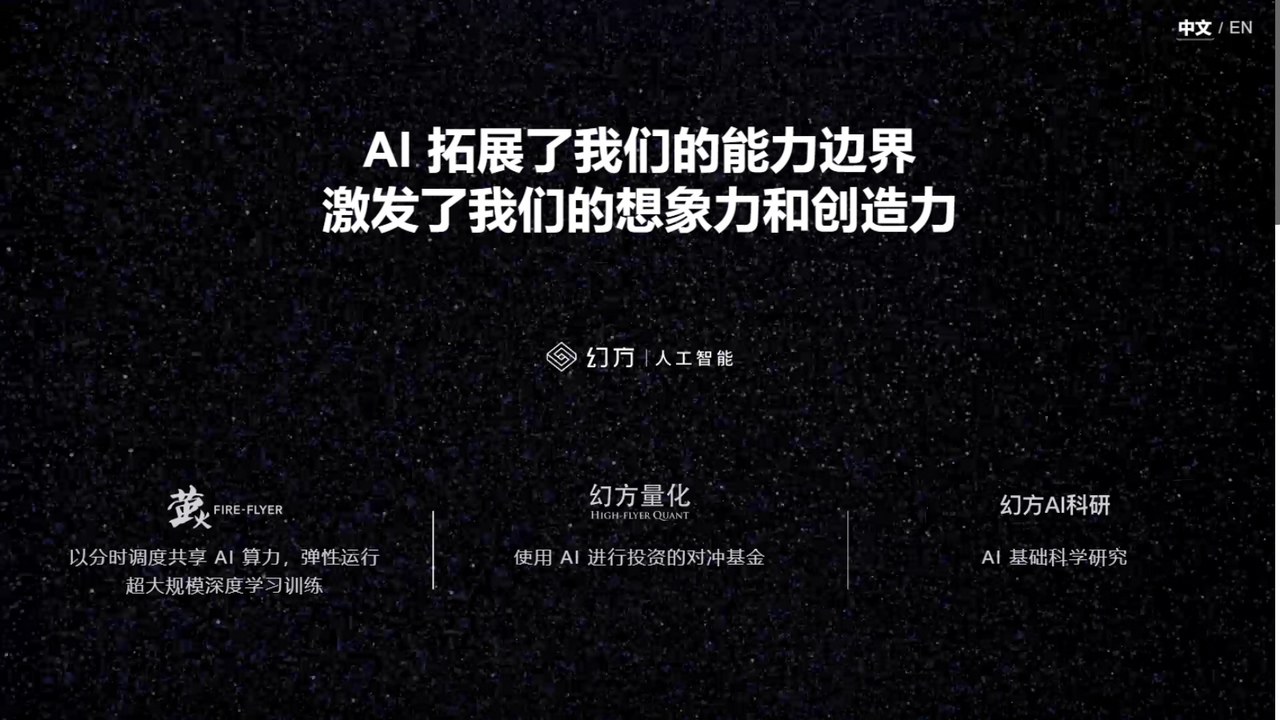 中文 / EN
AI 拓展了我们的能力边界
激发了我们的想象力和创造力
幻方 | 人工智能
萤火 FIRE-FLYER
以分时调度共享 AI 算力，弹性运行
超大规模深度学习训练
幻方量化
HIGH-FLYER QUANT
使用 AI 进行投资的对冲基金
幻方AI科研
AI 基础科学研究